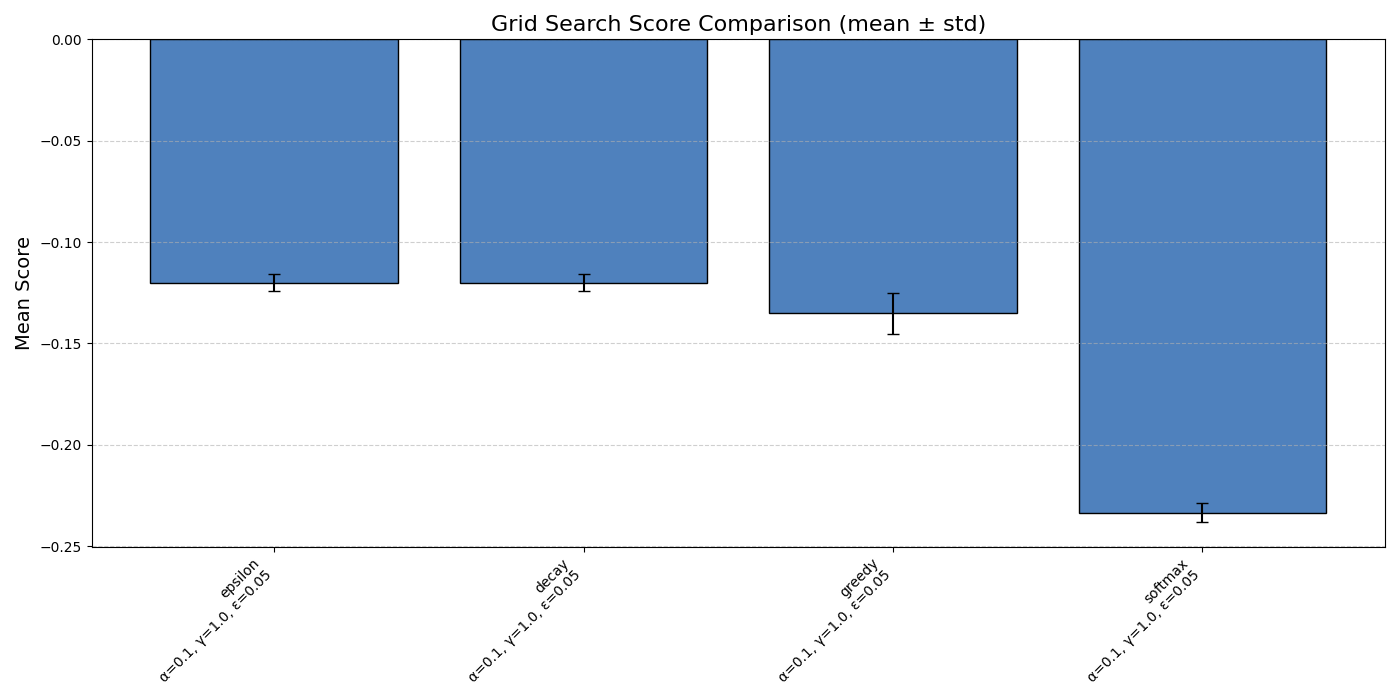 Grid Search Score Comparison (mean ± std)
Mean Score
0.00
−0.05
−0.10
−0.15
−0.20
−0.25
epsilon
α=0.1, γ=1.0, ε=0.05
decay
α=0.1, γ=1.0, ε=0.05
greedy
α=0.1, γ=1.0, ε=0.05
softmax
α=0.1, γ=1.0, ε=0.05